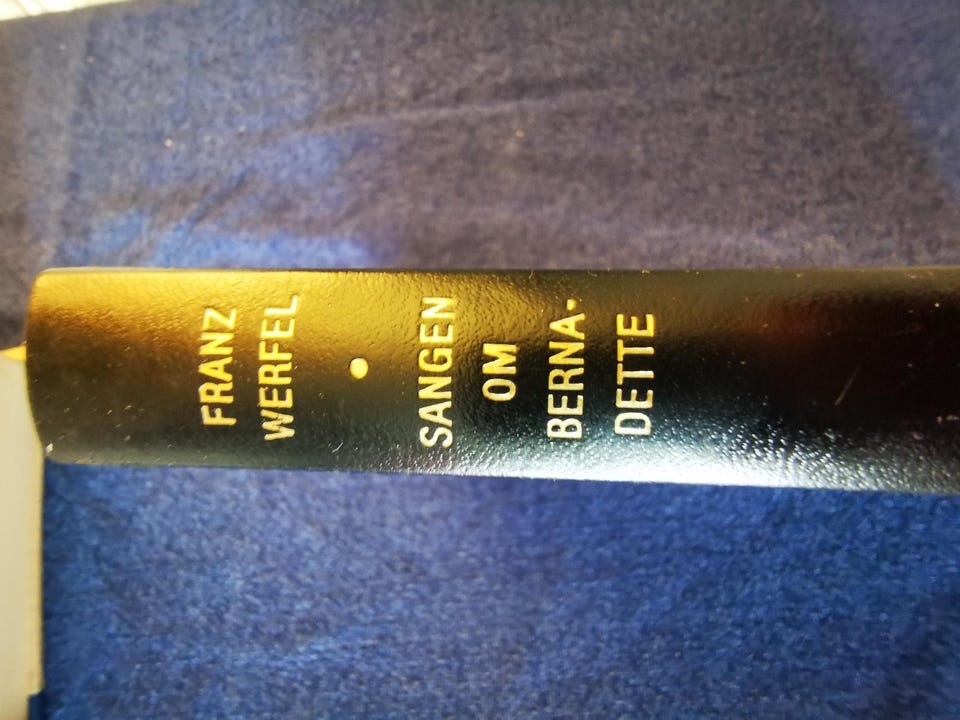 FRANZ
WERFEL
•
SANGEN
OM
BERNA-
DETTE